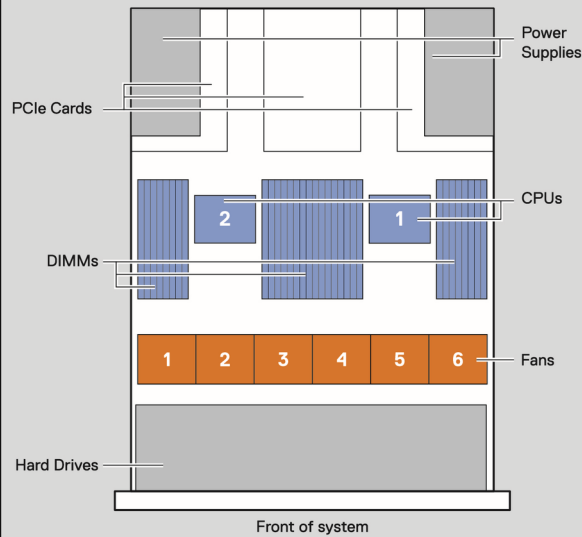 Power
Supplies
PCIe Cards
CPUs
2
1
DIMMs
1 2 3 4 5 6
Fans
Hard Drives
Front of system